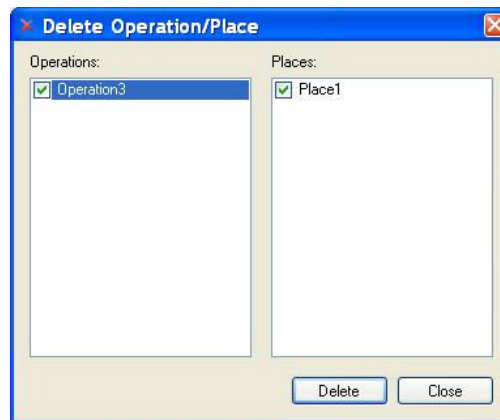 Delete Operation/Place
Operations:
Places:
Operation3
Place1
Delete
Close